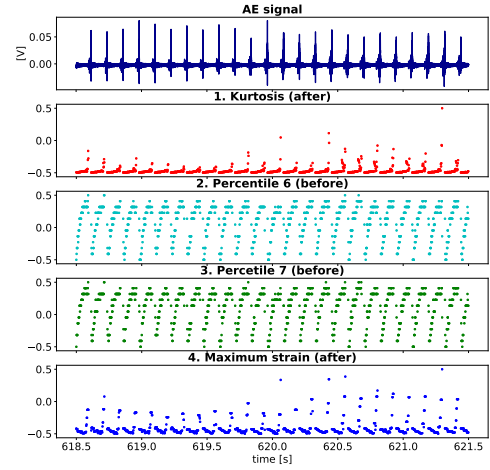 AE signal
[V]
0.05
0.00
1. Kurtosis (after)
0.5
0.0
−0.5
2. Percentile 6 (before)
0.5
0.0
−0.5
3. Percetile 7 (before)
0.5
0.0
−0.5
4. Maximum strain (after)
0.5
0.0
−0.5
618.5 619.0 619.5 620.0 620.5 621.0 621.5
time [s]